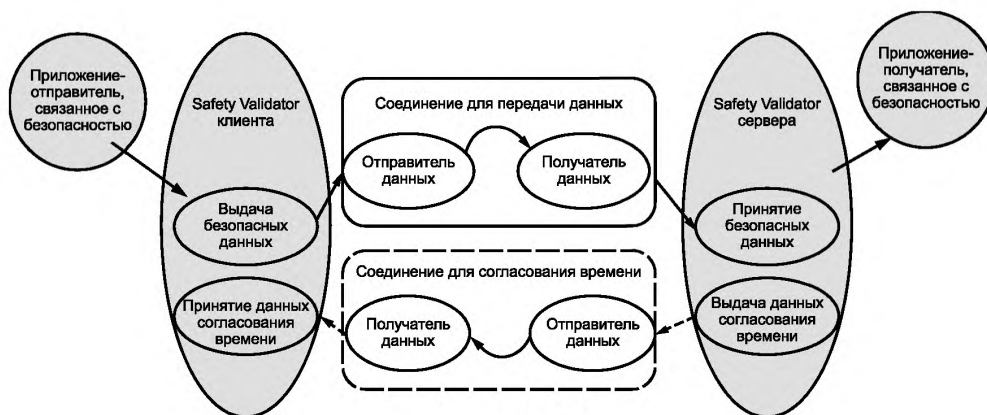 Приложение-
отправитель,
связанное с
безопасностью
Safety Validator
клиента
Соединение для передачи данных
Отправитель
данных
Получатель
данных
Safety Validator
сервера
Приложение-
получатель,
связанное с
безопасностью
Выдача
безопасных
данных
Принятие
безопасных
данных
Соединение для согласования времени
Принятие данных
согласования
времени
Получатель
данных
Отправитель
данных
Выдача данных
согласования
времени